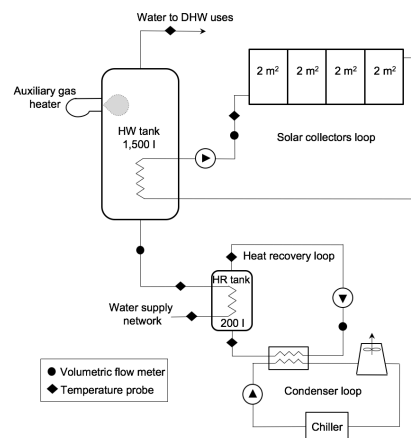 Water to DHW uses
2 m² 2 m² 2 m² 2 m²
Auxiliary gas
heater
HW tank
1,500 l
Solar collectors loop
Heat recovery loop
HR tank
Water supply
network
200 l
Volumetric flow meter
Temperature probe
Condenser loop
Chiller